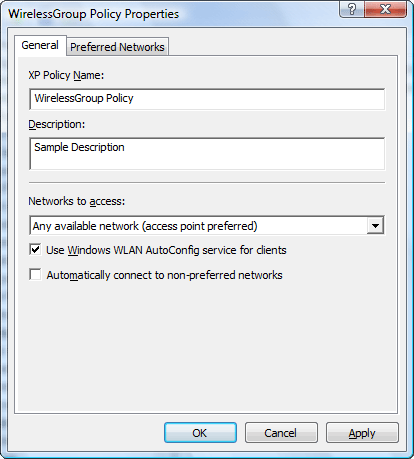 WirelessGroup Policy Properties
General
Preferred Networks
XP Policy Name:
WirelessGroup Policy
Description:
Sample Description
Networks to access:
Any available network (access point preferred)
Use Windows WLAN AutoConfig service for clients
Automatically connect to non-preferred networks
OK
Cancel
Apply